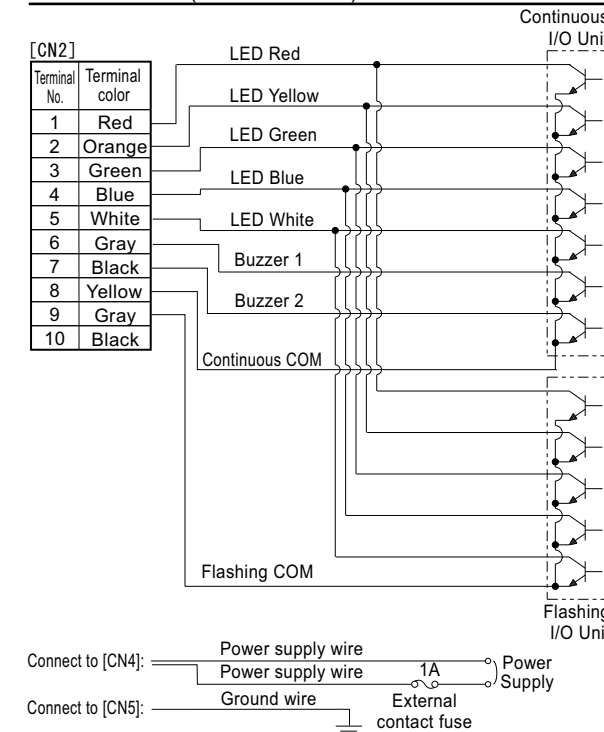 Continuous
I/O Unit
[CN2]
Terminal No. Terminal color
1 Red
2 Orange
3 Green
4 Blue
5 White
6 Gray
7 Black
8 Yellow
9 Gray
10 Black
LED Red
LED Yellow
LED Green
LED Blue
LED White
Buzzer 1
Buzzer 2
Continuous COM
Flashing COM
Flashing
I/O Uni
Connect to [CN4]:
Power supply wire
Power supply wire
1A
Power
Supply
Connect to [CN5]:
Ground wire
External
contact fuse